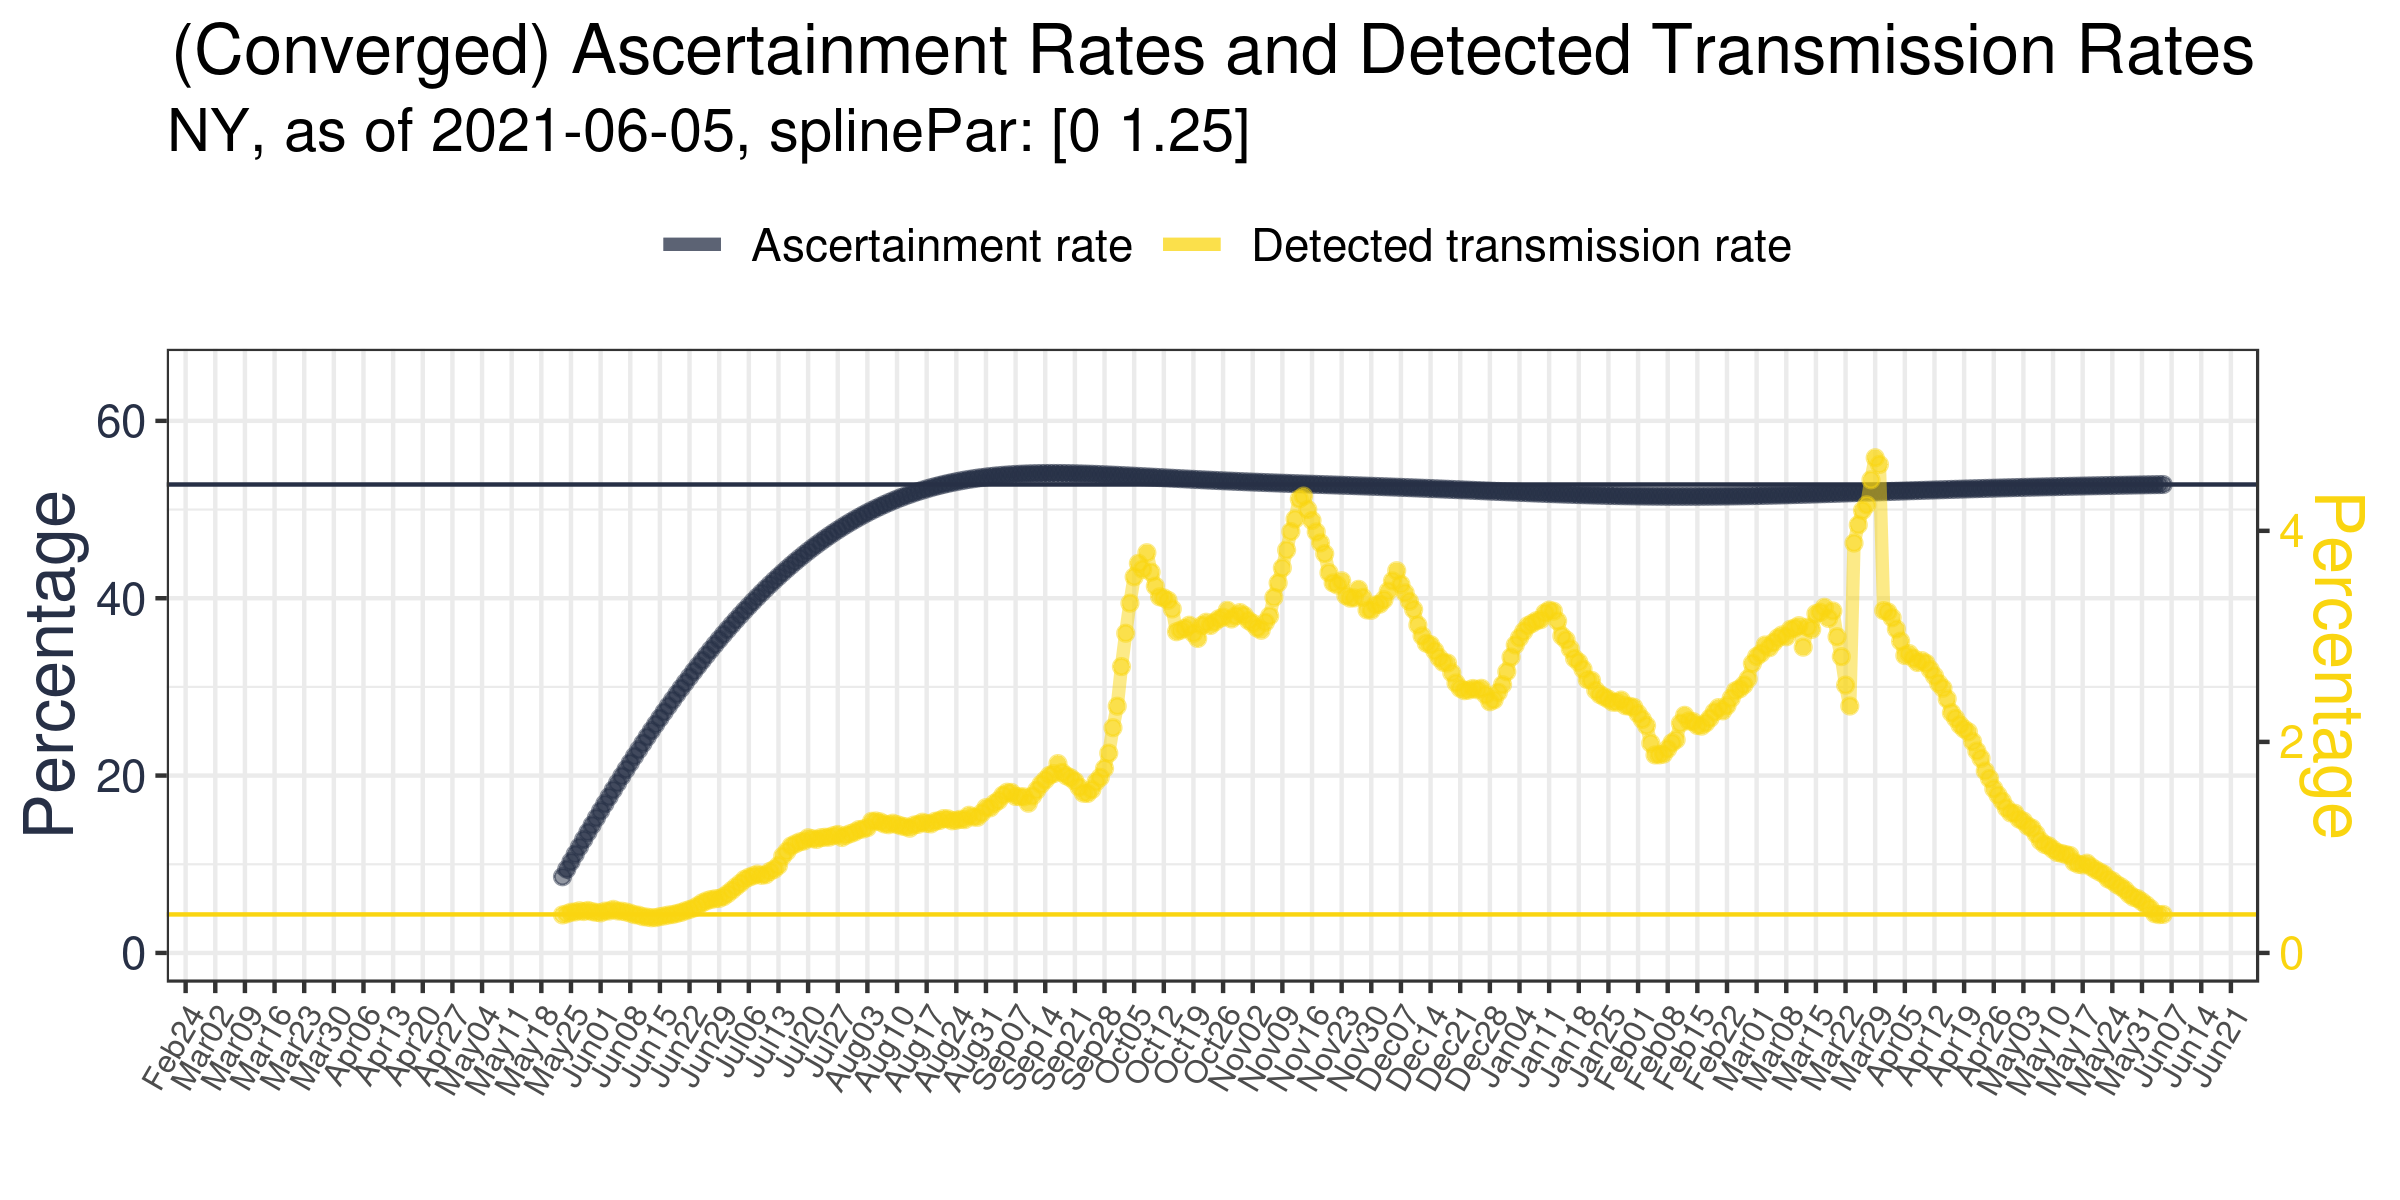 (Converged) Ascertainment Rates and Detected Transmission Rates
NY, as of 2021-06-05, splinePar: [0 1.25]
Ascertainment rate
Detected transmission rate
Percentage
60
40
20
0
4
2
0
Percentage
Feb24
Mar02
Mar09
Mar16
Mar23
Mar30
Apr06
Apr13
Apr20
Apr27
May04
May11
May18
May25
Jun01
Jun08
Jun15
Jun22
Jun29
Jul06
Jul13
Jul20
Jul27
Aug03
Aug10
Aug17
Aug24
Aug31
Sep07
Sep14
Sep21
Sep28
Oct05
Oct12
Oct19
Oct26
Nov02
Nov09
Nov16
Nov23
Nov30
Dec07
Dec14
Dec21
Dec28
Jan04
Jan11
Jan18
Jan25
Feb01
Feb08
Feb15
Feb22
Mar01
Mar08
Mar15
Mar22
Mar29
Apr05
Apr12
Apr19
Apr26
May03
May10
May17
May24
May31
Jun07
Jun14
Jun21